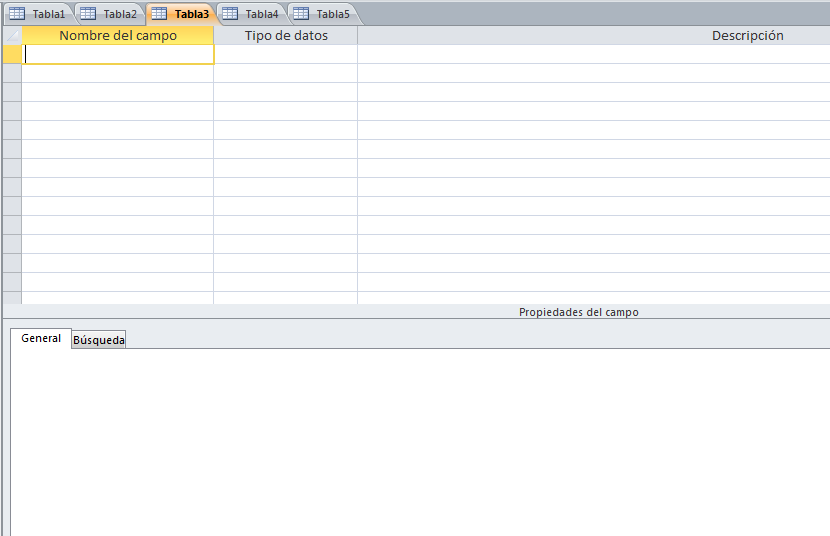 Tabla1 Tabla2 Tabla3 Tabla4 Tabla5
Nombre del campo Tipo de datos Descripción
Propiedades del campo
General Búsqueda